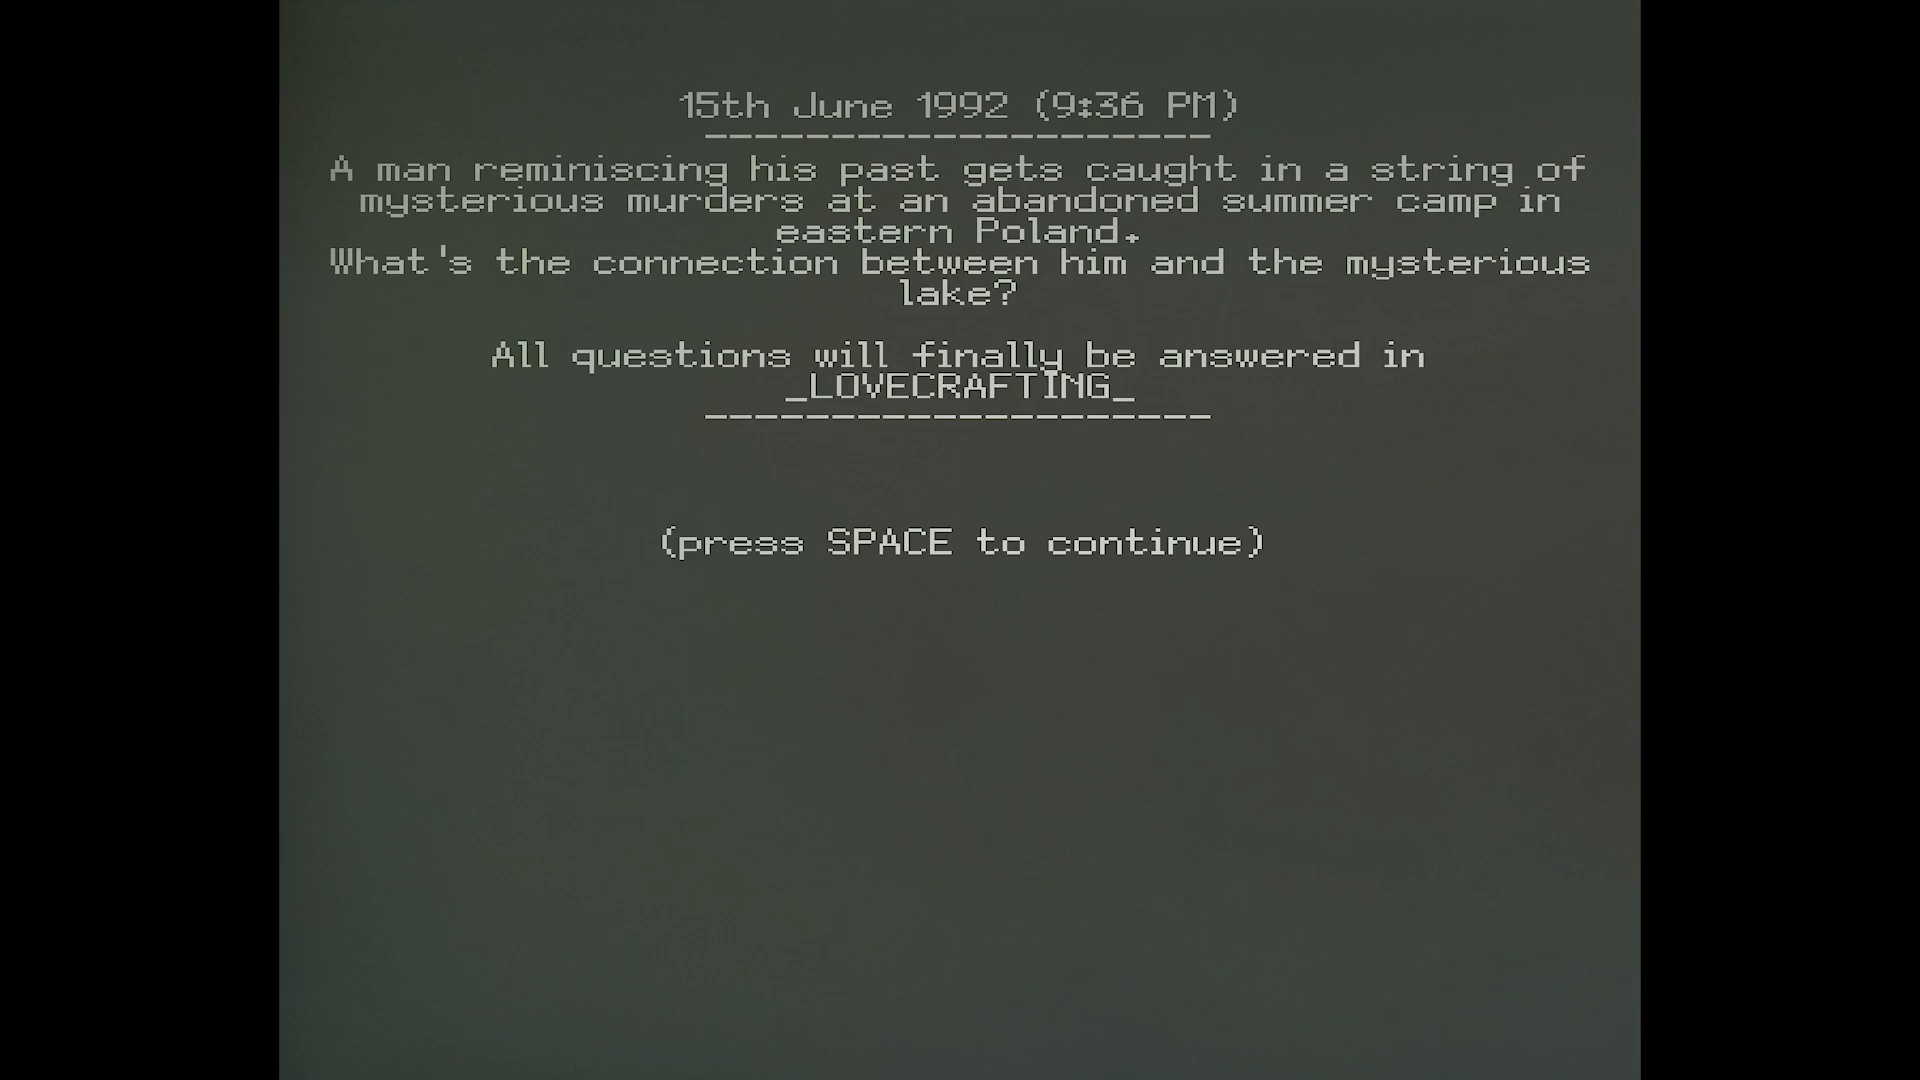 15th June 1992 (9:36 PM)
---------------------
A man reminiscing his past gets caught in a string of
mysterious murders at an abandoned summer camp in
eastern Poland.
What's the connection between him and the mysterious
lake?
All questions will finally be answered in
_LOVECRAFTING_
---------------------
(press SPACE to continue)